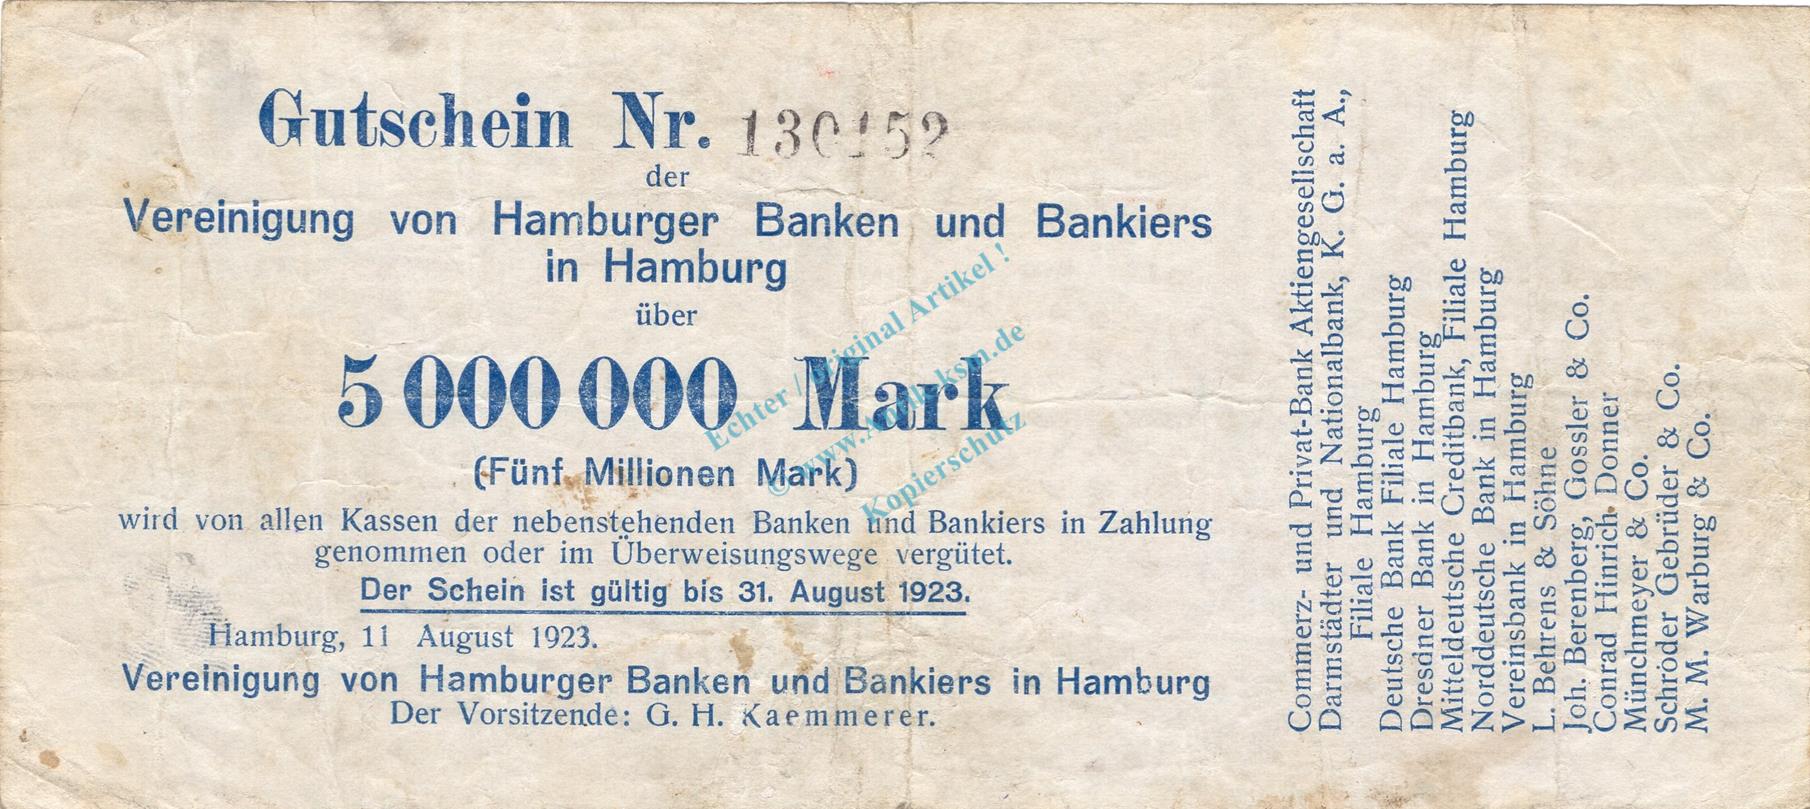 Gutschein Nr. 130152
der
Vereinigung von Hamburger Banken und Bankiers
in Hamburg
über
5 000 000 Mark
(Fünf Millionen Mark)
wird von allen Kassen der nebenstehenden Banken und Bankiers in Zahlung
genommen oder im Überweisungswege vergütet.
Der Schein ist gültig bis 31. August 1923.
Hamburg, 11 August 1923.
Vereinigung von Hamburger Banken und Bankiers in Hamburg
Der Vorsitzende: G. H. Kaemmerer.
Commerz- und Privat-Bank Aktiengesellschaft
Darmstädter und Nationalbank, K. G. a. A.,
Filiale Hamburg
Deutsche Bank Filiale Hamburg
Dresdner Bank in Hamburg
Mitteldeutsche Creditbank, Filiale Hamburg
Norddeutsche Bank in Hamburg
Vereinsbank in Hamburg
L. Behrens & Söhne
Joh. Berenberg, Gossler & Co.
Conrad Hinrich Donner
Münchmeyer & Co.
Schröder Gebrüder & Co.
M. M. Warburg & Co.
Echter / original Artikel !
Kopierschutz